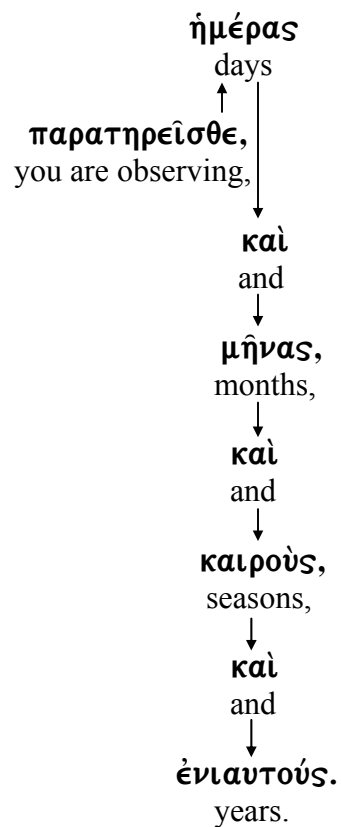 ἡμέρας
days
παρατηρεῖσθε,
you are observing,
καὶ
and
μῆνας,
months,
καὶ
and
καιροὺς,
seasons,
καὶ
and
ἐνιαυτούς.
years.